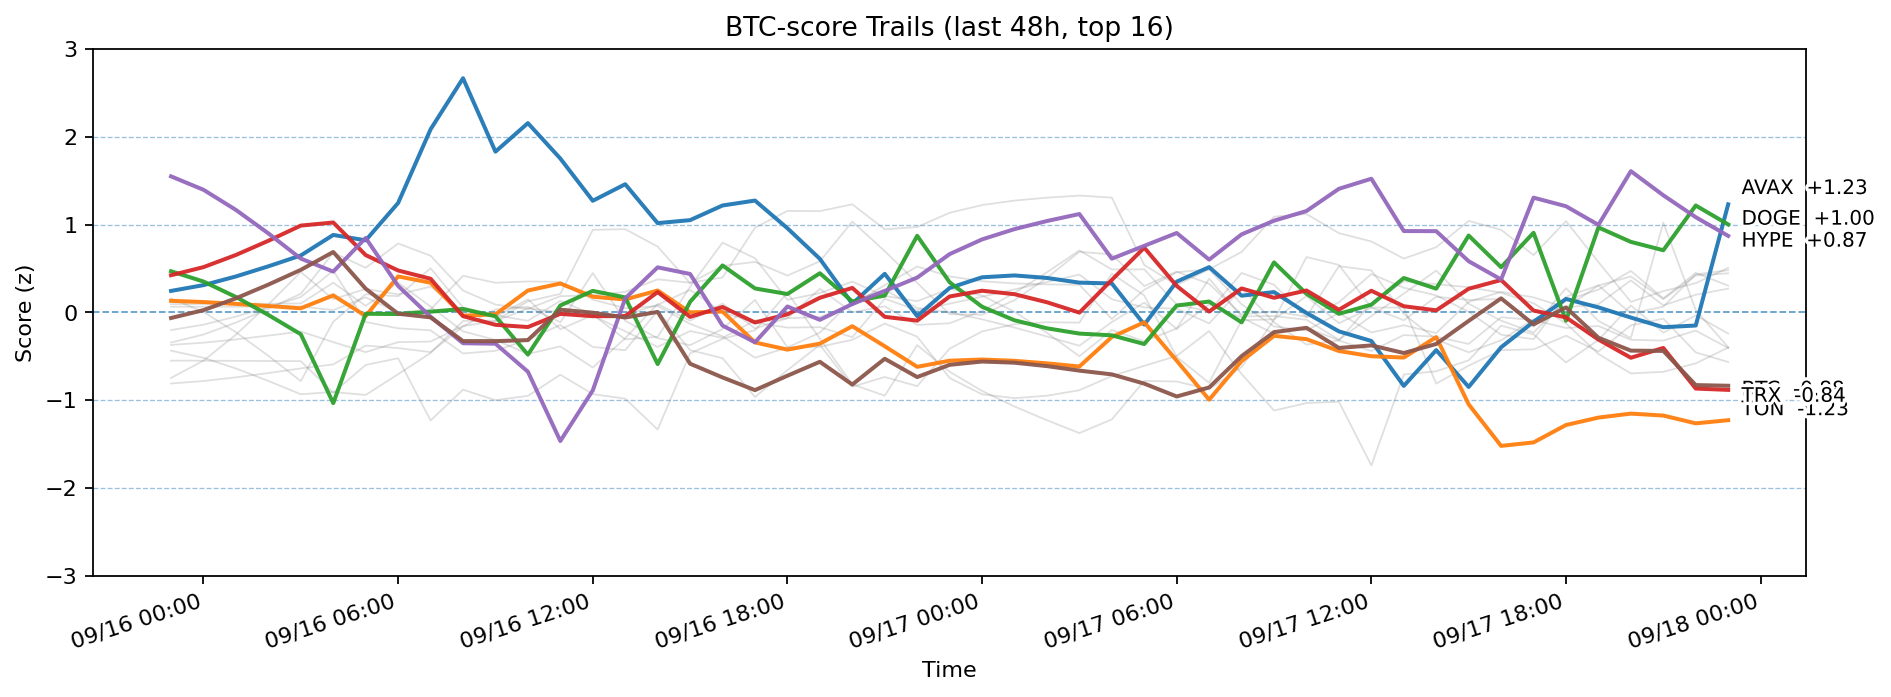 BTC-score Trails (last 48h, top 16)
Score (z)
3
2
1
0
−1
−2
−3
AVAX +1.23
DOGE +1.00
HYPE +0.87
TRX -0.84
TON -1.23
09/16 00:00
09/16 06:00
09/16 12:00
09/16 18:00
09/17 00:00
09/17 06:00
09/17 12:00
09/17 18:00
09/18 00:00
Time